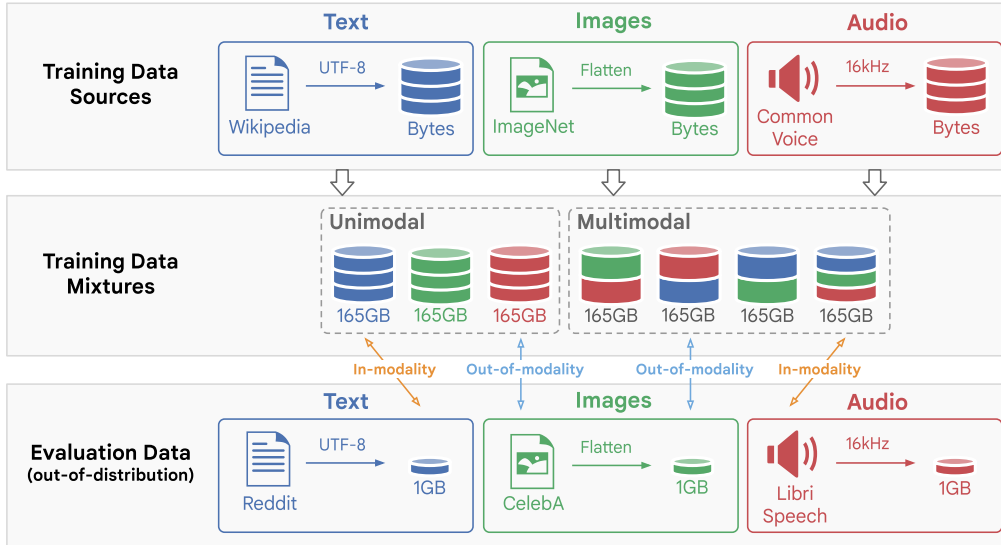 Text
Images
Audio
Training Data
Sources
UTF-8
Wikipedia
Bytes
Flatten
ImageNet
Bytes
16kHz
Common
Voice
Bytes
Training Data
Mixtures
Unimodal
165GB
165GB
165GB
Multimodal
165GB
165GB
165GB
165GB
In-modality
Out-of-modality
Out-of-modality
In-modality
Text
Images
Audio
Evaluation Data
(out-of-distribution)
UTF-8
Reddit
1GB
Flatten
CelebA
1GB
16kHz
Libri
Speech
1GB